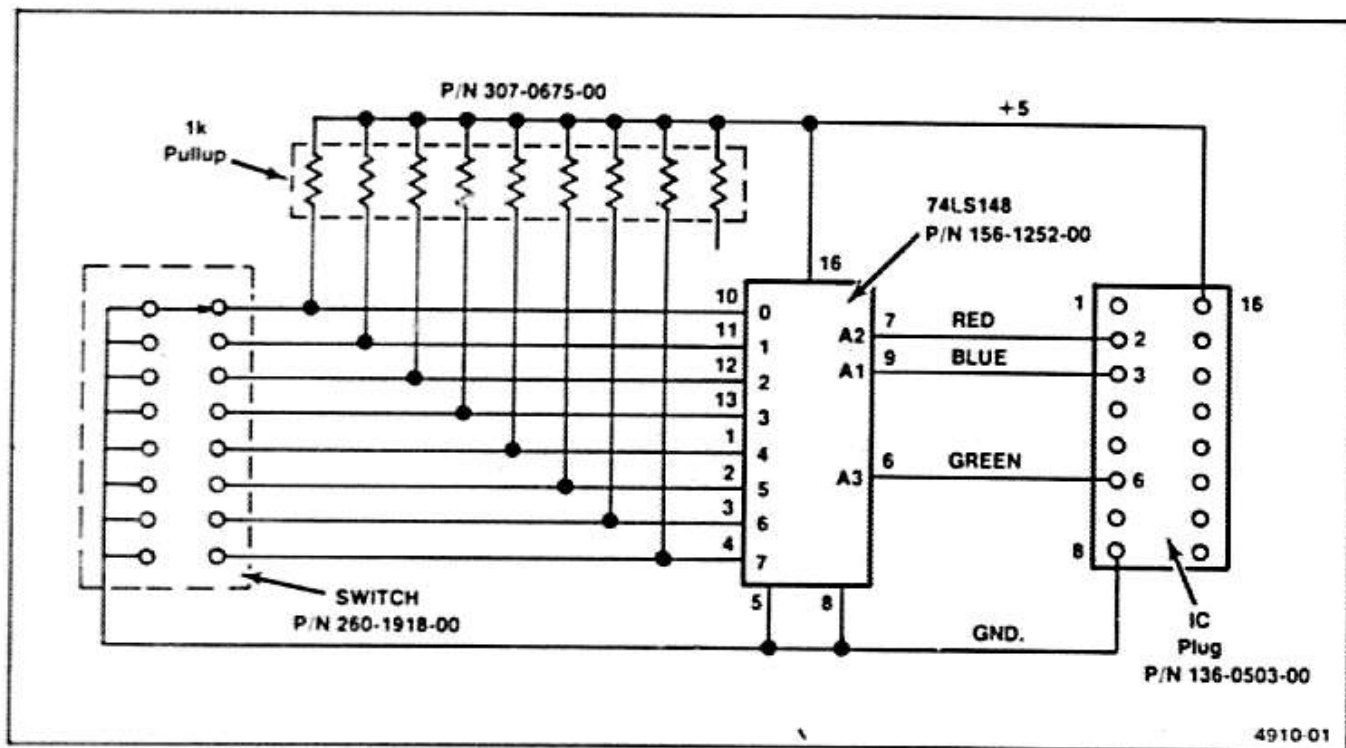 P/N 307-0675-00
+5
1k
Pullup
74LS148
P/N 156-1252-00
16
10
0
11
1
12
2
13
3
1
4
2
5
3
6
4
7
5
8
A2
7
RED
A1
9
BLUE
A3
6
GREEN
1
16
2
3
6
8
SWITCH
P/N 260-1918-00
GND.
IC
Plug
P/N 136-0503-00
4910-01